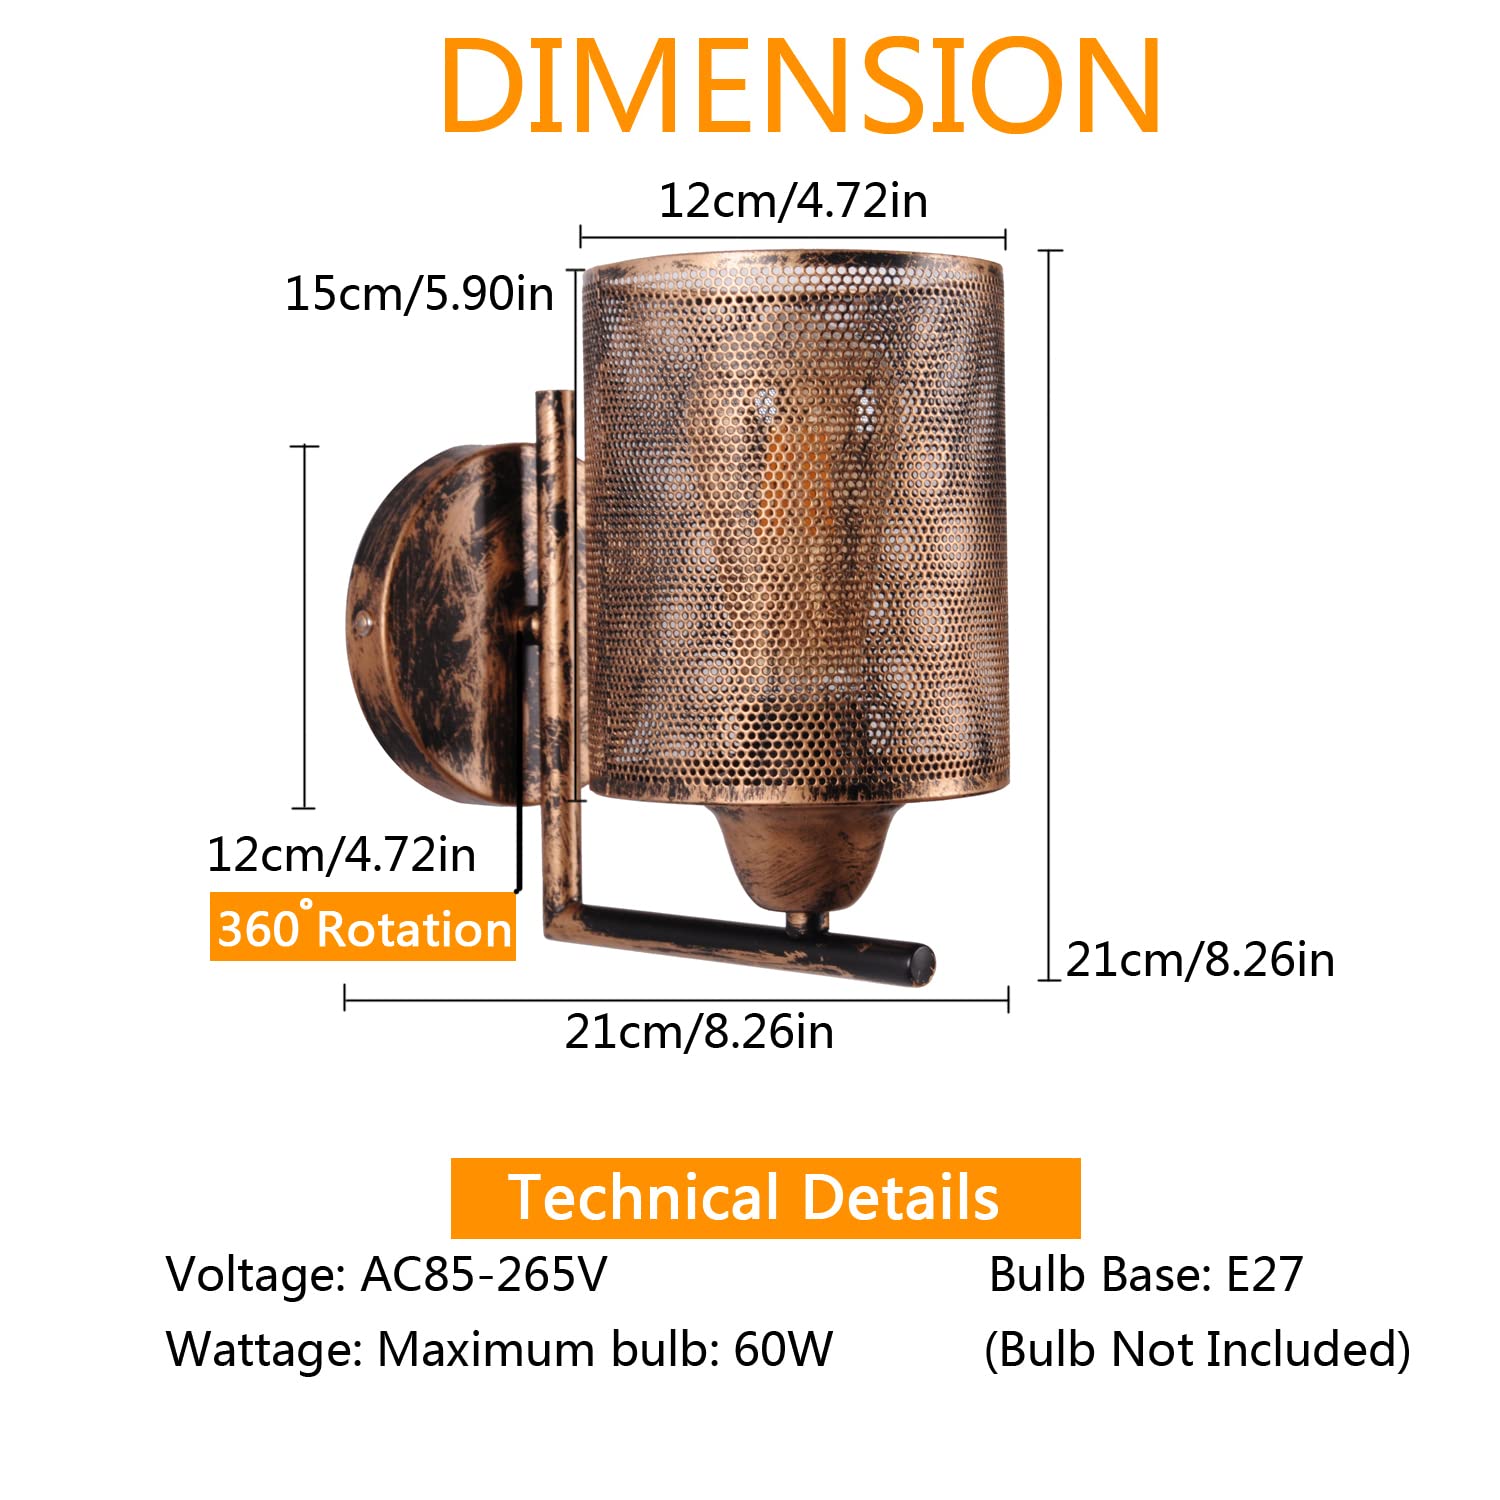 DIMENSION
12cm/4.72in
15cm/5.90in
12cm/4.72in
360°Rotation
21cm/8.26in
21cm/8.26in
Technical Details
Voltage: AC85-265V
Bulb Base: E27
Wattage: Maximum bulb: 60W
(Bulb Not Included)